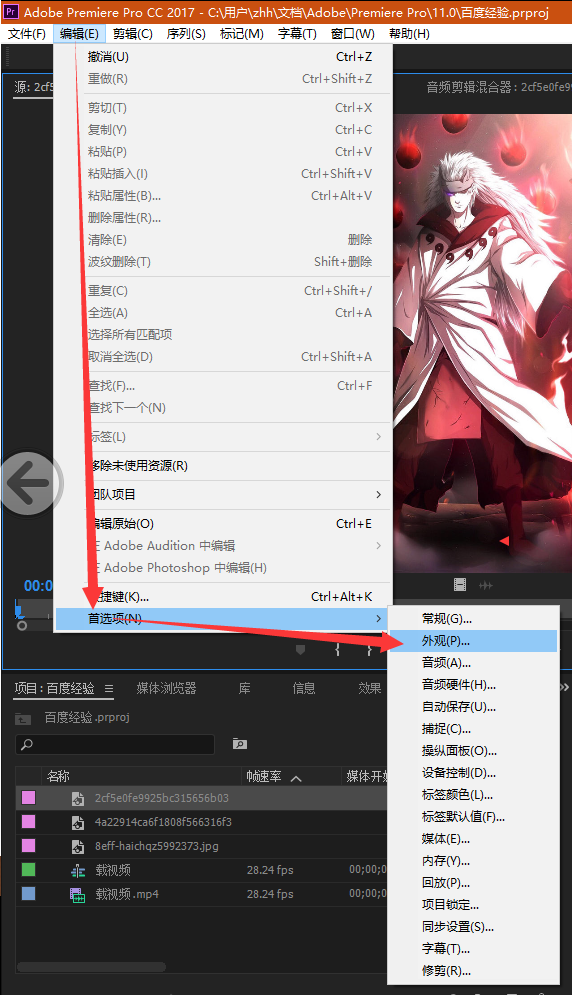 Pr Adobe Premiere Pro CC 2017 - C:\用户\zhh\文档\Adobe\Premiere Pro\11.0\百度经验.prproj
文件(F) 编辑(E) 剪辑(C) 序列(S) 标记(M) 字幕(T) 窗口(W) 帮助(H)
源: 2cf5 音频剪辑混合器: 2cf5e0fe99
撤消(U) Ctrl+Z
重做(R) Ctrl+Shift+Z
剪切(T) Ctrl+X
复制(Y) Ctrl+C
粘贴(P) Ctrl+V
粘贴插入(I) Ctrl+Shift+V
粘贴属性(B)... Ctrl+Alt+V
删除属性(R)...
清除(E) 删除
波纹删除(T) Shift+删除
重复(C) Ctrl+Shift+/
全选(A) Ctrl+A
选择所有匹配项
取消全选(D) Ctrl+Shift+A
查找(F)... Ctrl+F
查找下一个(N)
标签(L)
移除未使用资源(R)
团队项目
编辑原始(O) Ctrl+E
Adobe Audition 中编辑
Adobe Photoshop 中编辑(H)
00:0
捷键(K)... Ctrl+Alt+K
首选项(N)
常规(G)...
外观(P)...
音频(A)...
音频硬件(H)...
自动保存(U)...
捕捉(C)...
操纵面板(O)...
设备控制(D)...
标签颜色(L)...
标签默认值(F)...
媒体(E)...
内存(Y)...
回放(P)...
项目锁定...
同步设置(S)...
字幕(T)...
修剪(R)...
项目: 百度经验 媒体浏览器 库 信息 效果
百度经验.prproj
名称 帧速率 媒体开始
2cf5e0fe9925bc315656b03
4a22914ca6f1808f566316f3
8eff-haichqz5992373.jpg
载视频 28.24 fps 00;00;0
载视频.mp4 28.24 fps 00;00;0